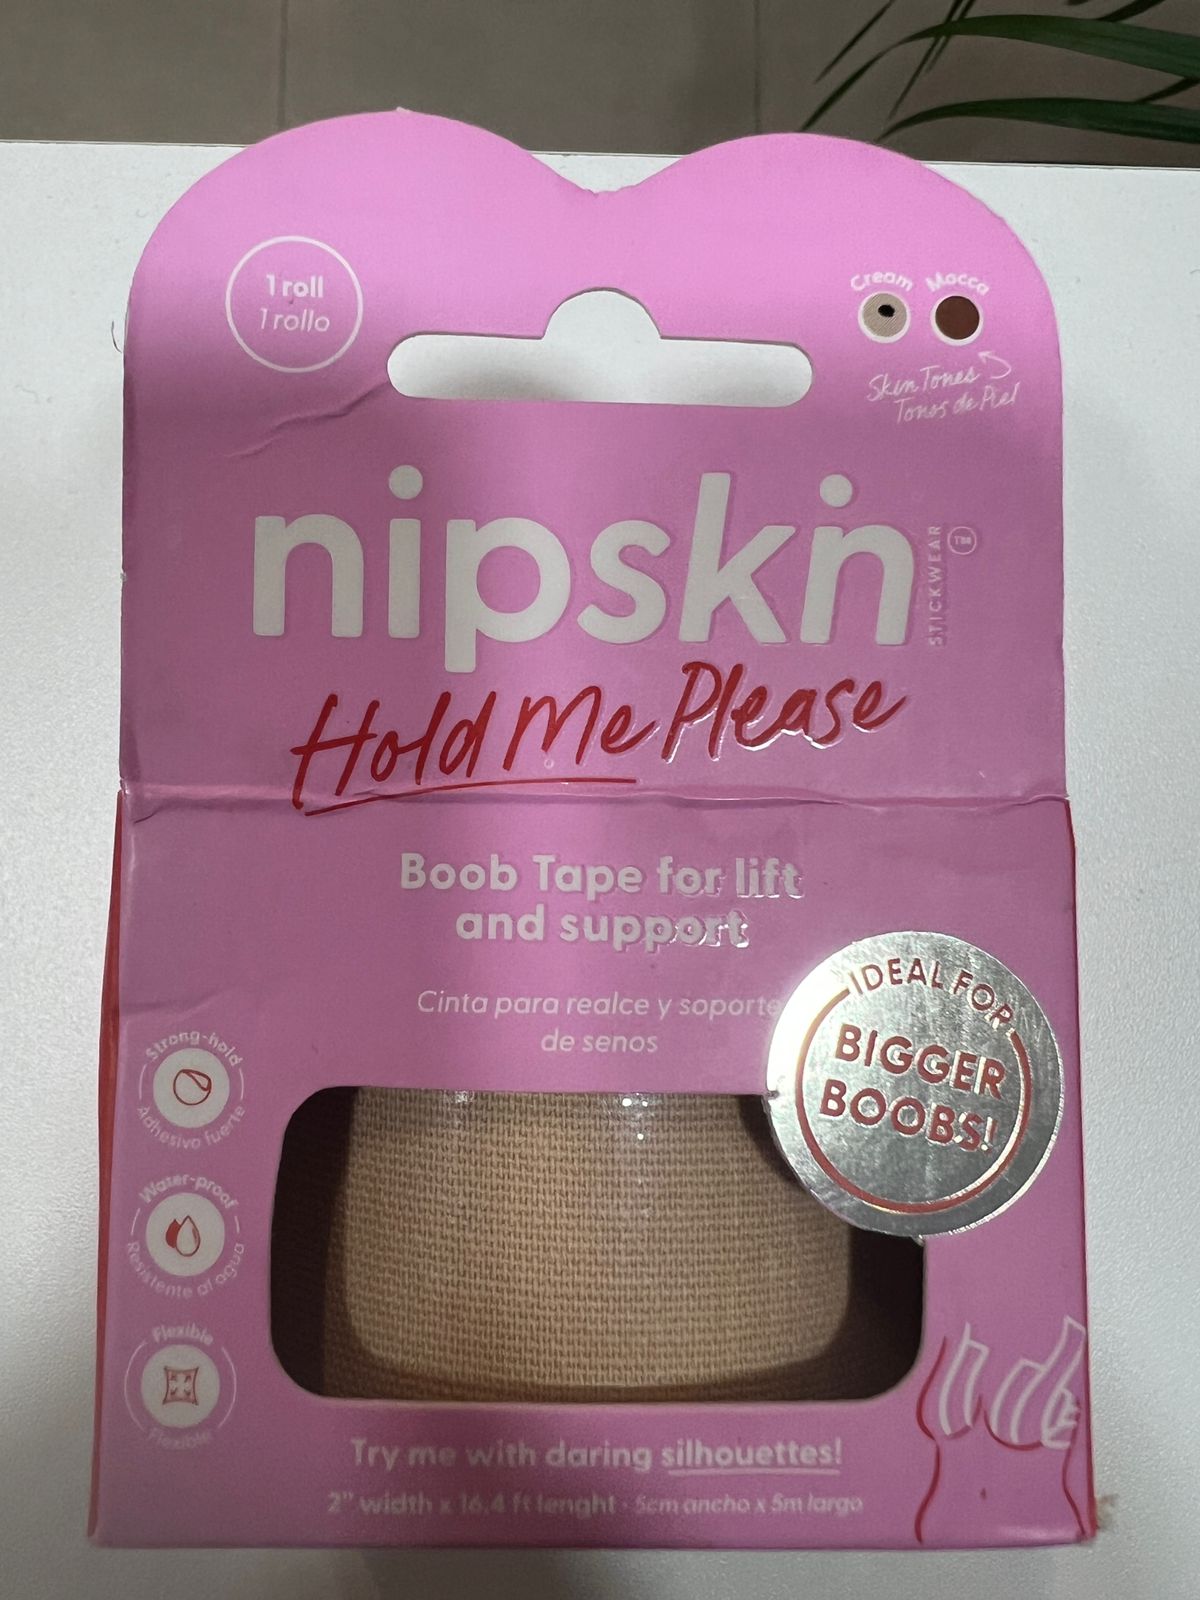 1 roll
1 rollo
Cream Mocca
Skin Tones
Tonos de Piel
nipskin
STICKWEAR
TM
Hold Me Please
Boob Tape for lift
and support
Cinta para realce y soporte
de senos
IDEAL FOR
BIGGER
BOOBS!
Strong-hold
Adhesivo fuerte
Water-proof
Resistente al agua
Flexible
Flexible
Try me with daring silhouettes!
2" width x 16.4 ft lenght · 5cm ancho x 5m largo